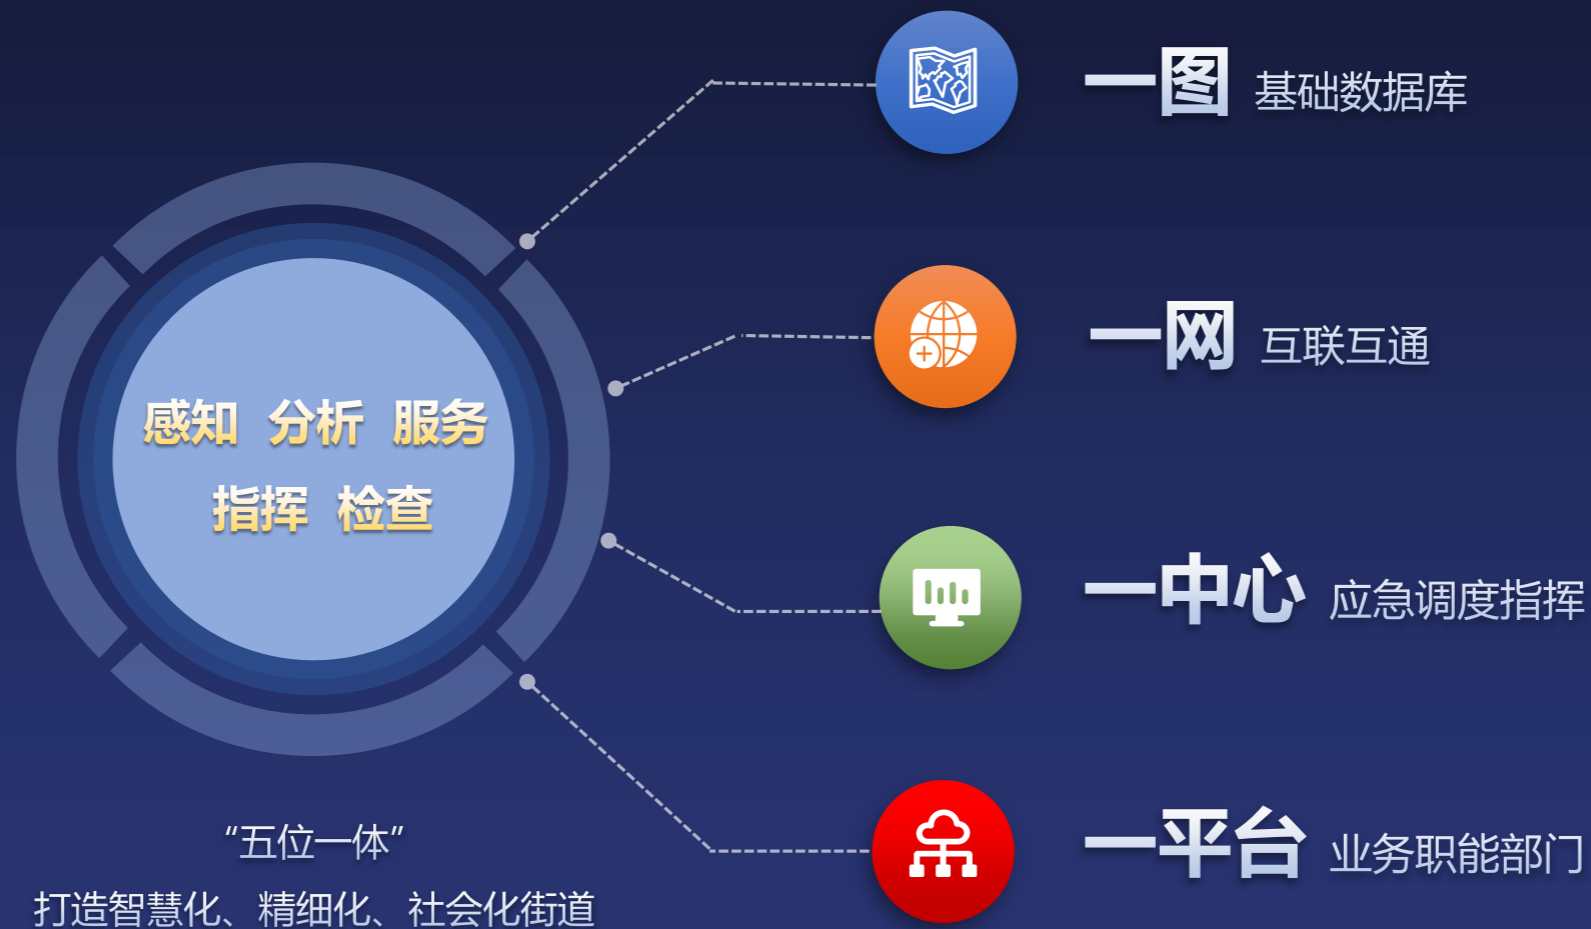 一图 基础数据库
一网 互联互通
感知 分析 服务
指挥 检查
一中心 应急调度指挥
一平台 业务职能部门
“五位一体”
打造智慧化、精细化、社会化街道